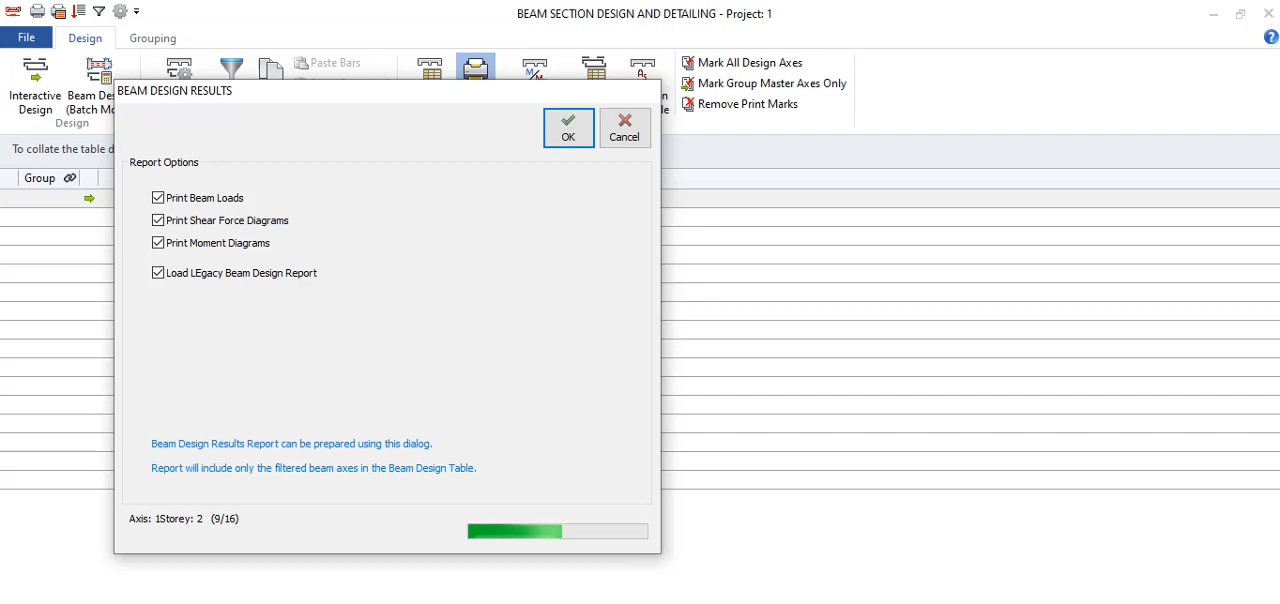 BEAM SECTION DESIGN AND DETAILING - Project: 1
File Design Grouping
Paste Bars
Interactive Design
Beam De
(Batch Mo
Design
Mark All Design Axes
Mark Group Master Axes Only
Remove Print Marks
BEAM DESIGN RESULTS
To collate the table d
OK Cancel
Report Options
Group
Print Beam Loads
Print Shear Force Diagrams
Print Moment Diagrams
Load LEgacy Beam Design Report
Beam Design Results Report can be prepared using this dialog.
Report will include only the filtered beam axes in the Beam Design Table.
Axis: 1Storey: 2 (9/16)